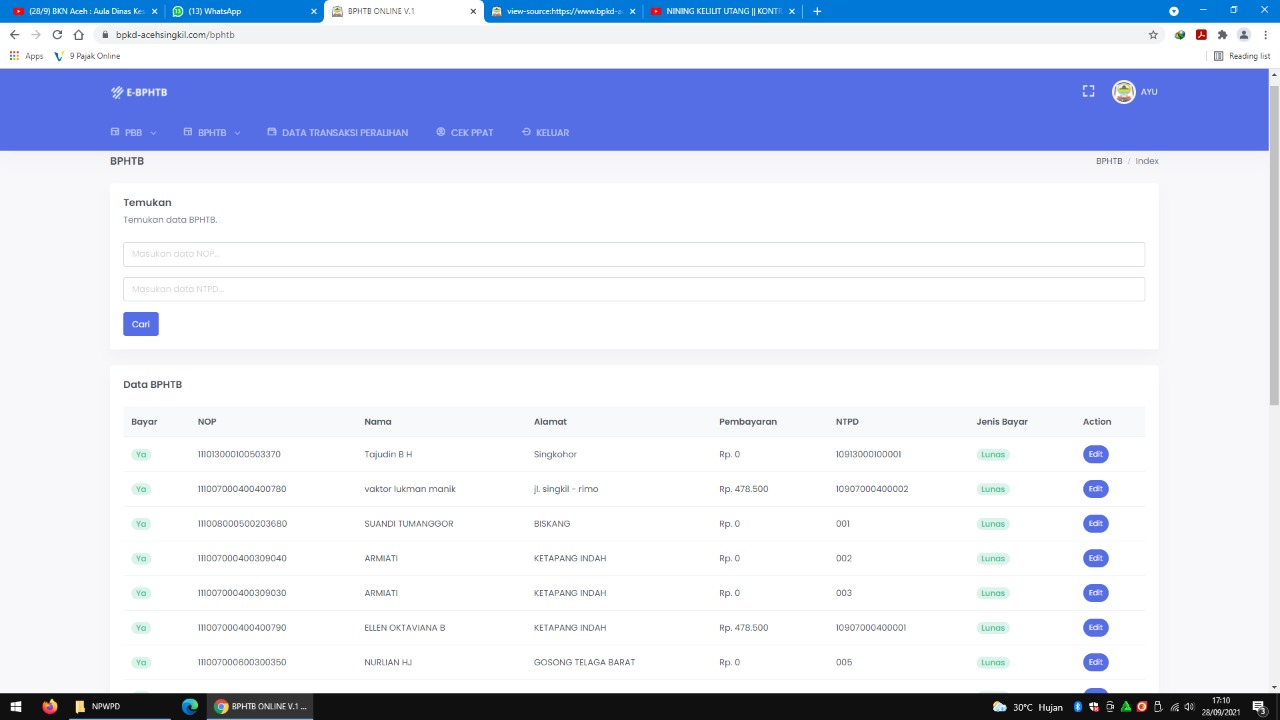 (28/9) BKN Aceh : Aula Dinas Kes
(13) WhatsApp
BPHTB ONLINE V.1
view-source:https://www.bpkd-a
NINING KELILIT UTANG || KONTR
bpkd-acehsingkil.com/bphtb
Apps
9 Pajak Online
Reading list
E-BPHTB
AYU
PBB
BPHTB
DATA TRANSAKSI PERALIHAN
CEK PPAT
KELUAR
BPHTB
BPHTB / Index
Temukan
Temukan data BPHTB.
Masukan data NOP...
Masukan data NTPD...
Cari
Data BPHTB
Bayar NOP Nama Alamat Pembayaran NTPD Jenis Bayar Action
Ya 111013000100503370 Tajudin B H Singkohor Rp. 0 10913000100001 Lunas Edit
Ya 111007000400400780 vaktor lukman manik jl. singkil - rimo Rp. 478.500 10907000400002 Lunas Edit
Ya 111008000500203680 SUANDI TUMANGGOR BISKANG Rp. 0 001 Lunas Edit
Ya 111007000400309040 ARMIATI KETAPANG INDAH Rp. 0 002 Lunas Edit
Ya 111007000400309030 ARMIATI KETAPANG INDAH Rp. 0 003 Lunas Edit
Ya 111007000400400790 ELLEN OKTAVIANA B KETAPANG INDAH Rp. 478.500 10907000400001 Lunas Edit
Ya 111007000600300350 NURLIAN HJ GOSONG TELAGA BARAT Rp. 0 005 Lunas Edit
NPWPD
BPHTB ONLINE V.1 ...
30°C Hujan
17:10
28/09/2021
3